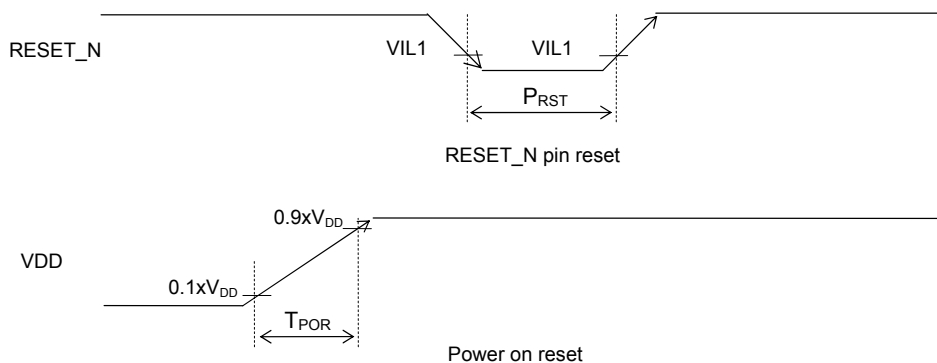 RESET_N
VIL1 VIL1
PRST
RESET_N pin reset
0.9xVDD
VDD
0.1xVDD
TPOR
Power on reset